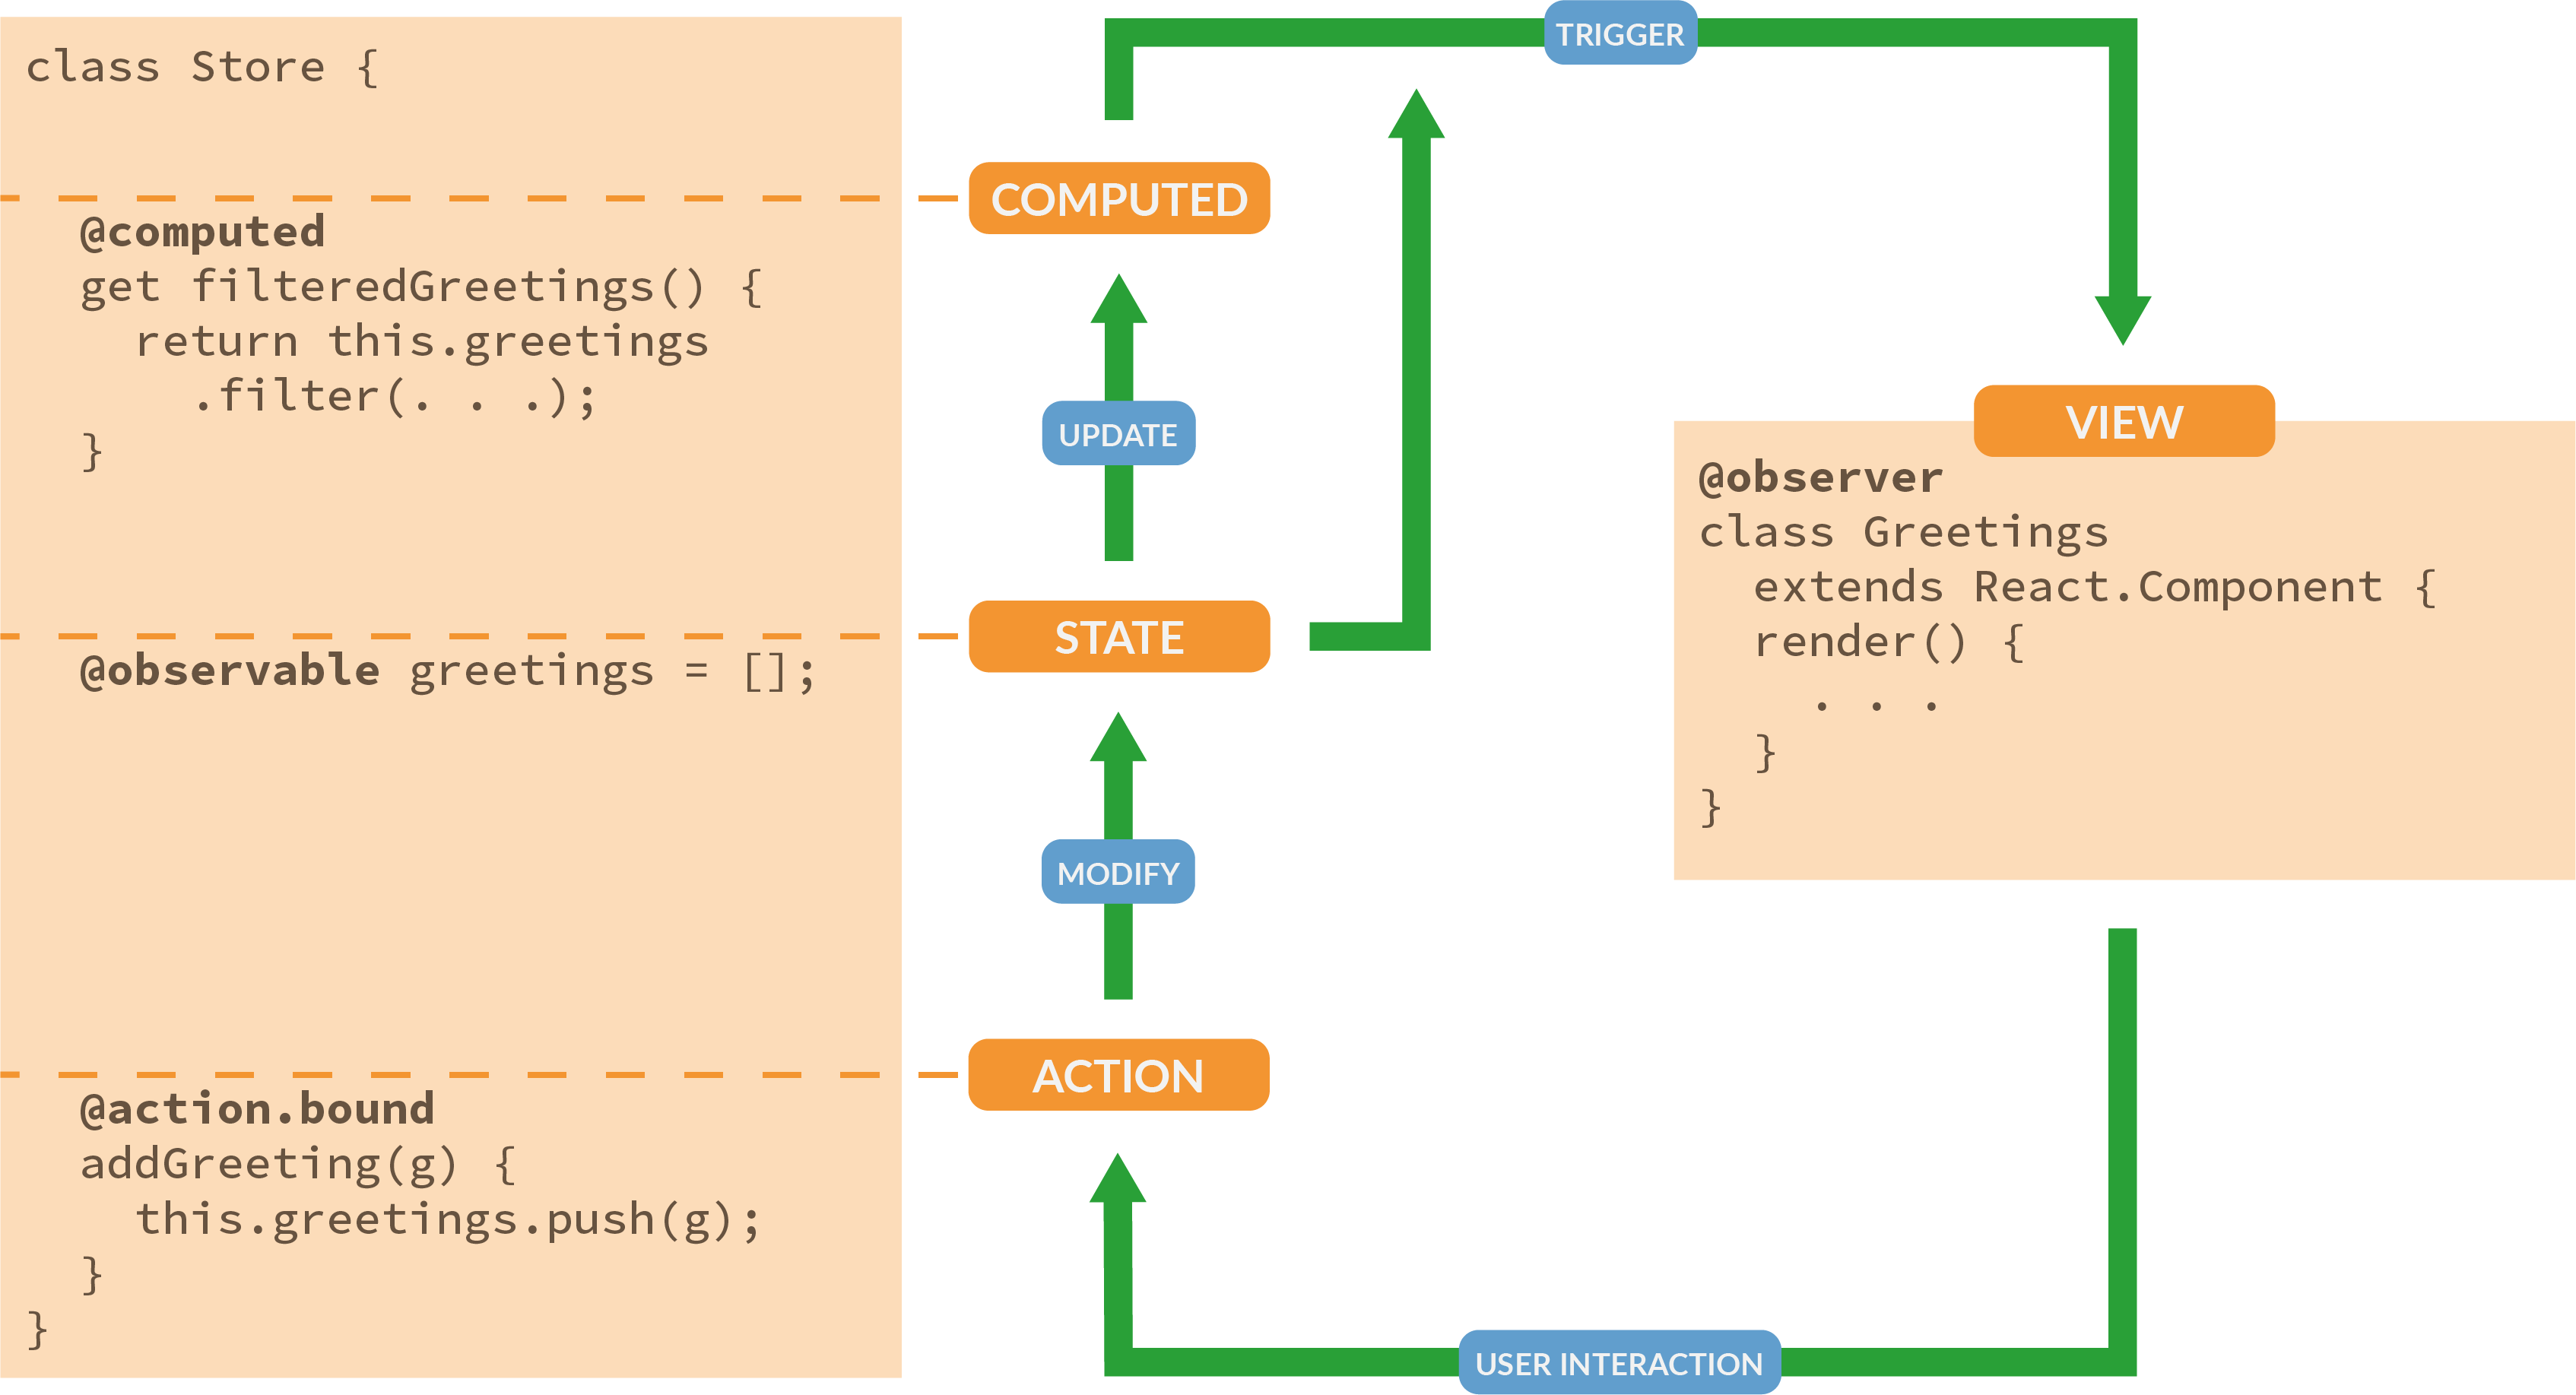 class Store {
@computed
get filteredGreetings() {
return this.greetings
.filter(. . .);
}
@observable greetings = [];
@action.bound
addGreeting(g) {
this.greetings.push(g);
}
}
TRIGGER
COMPUTED
UPDATE
STATE
MODIFY
ACTION
USER INTERACTION
VIEW
@observer
class Greetings
extends React.Component {
render() {
. . .
}
}